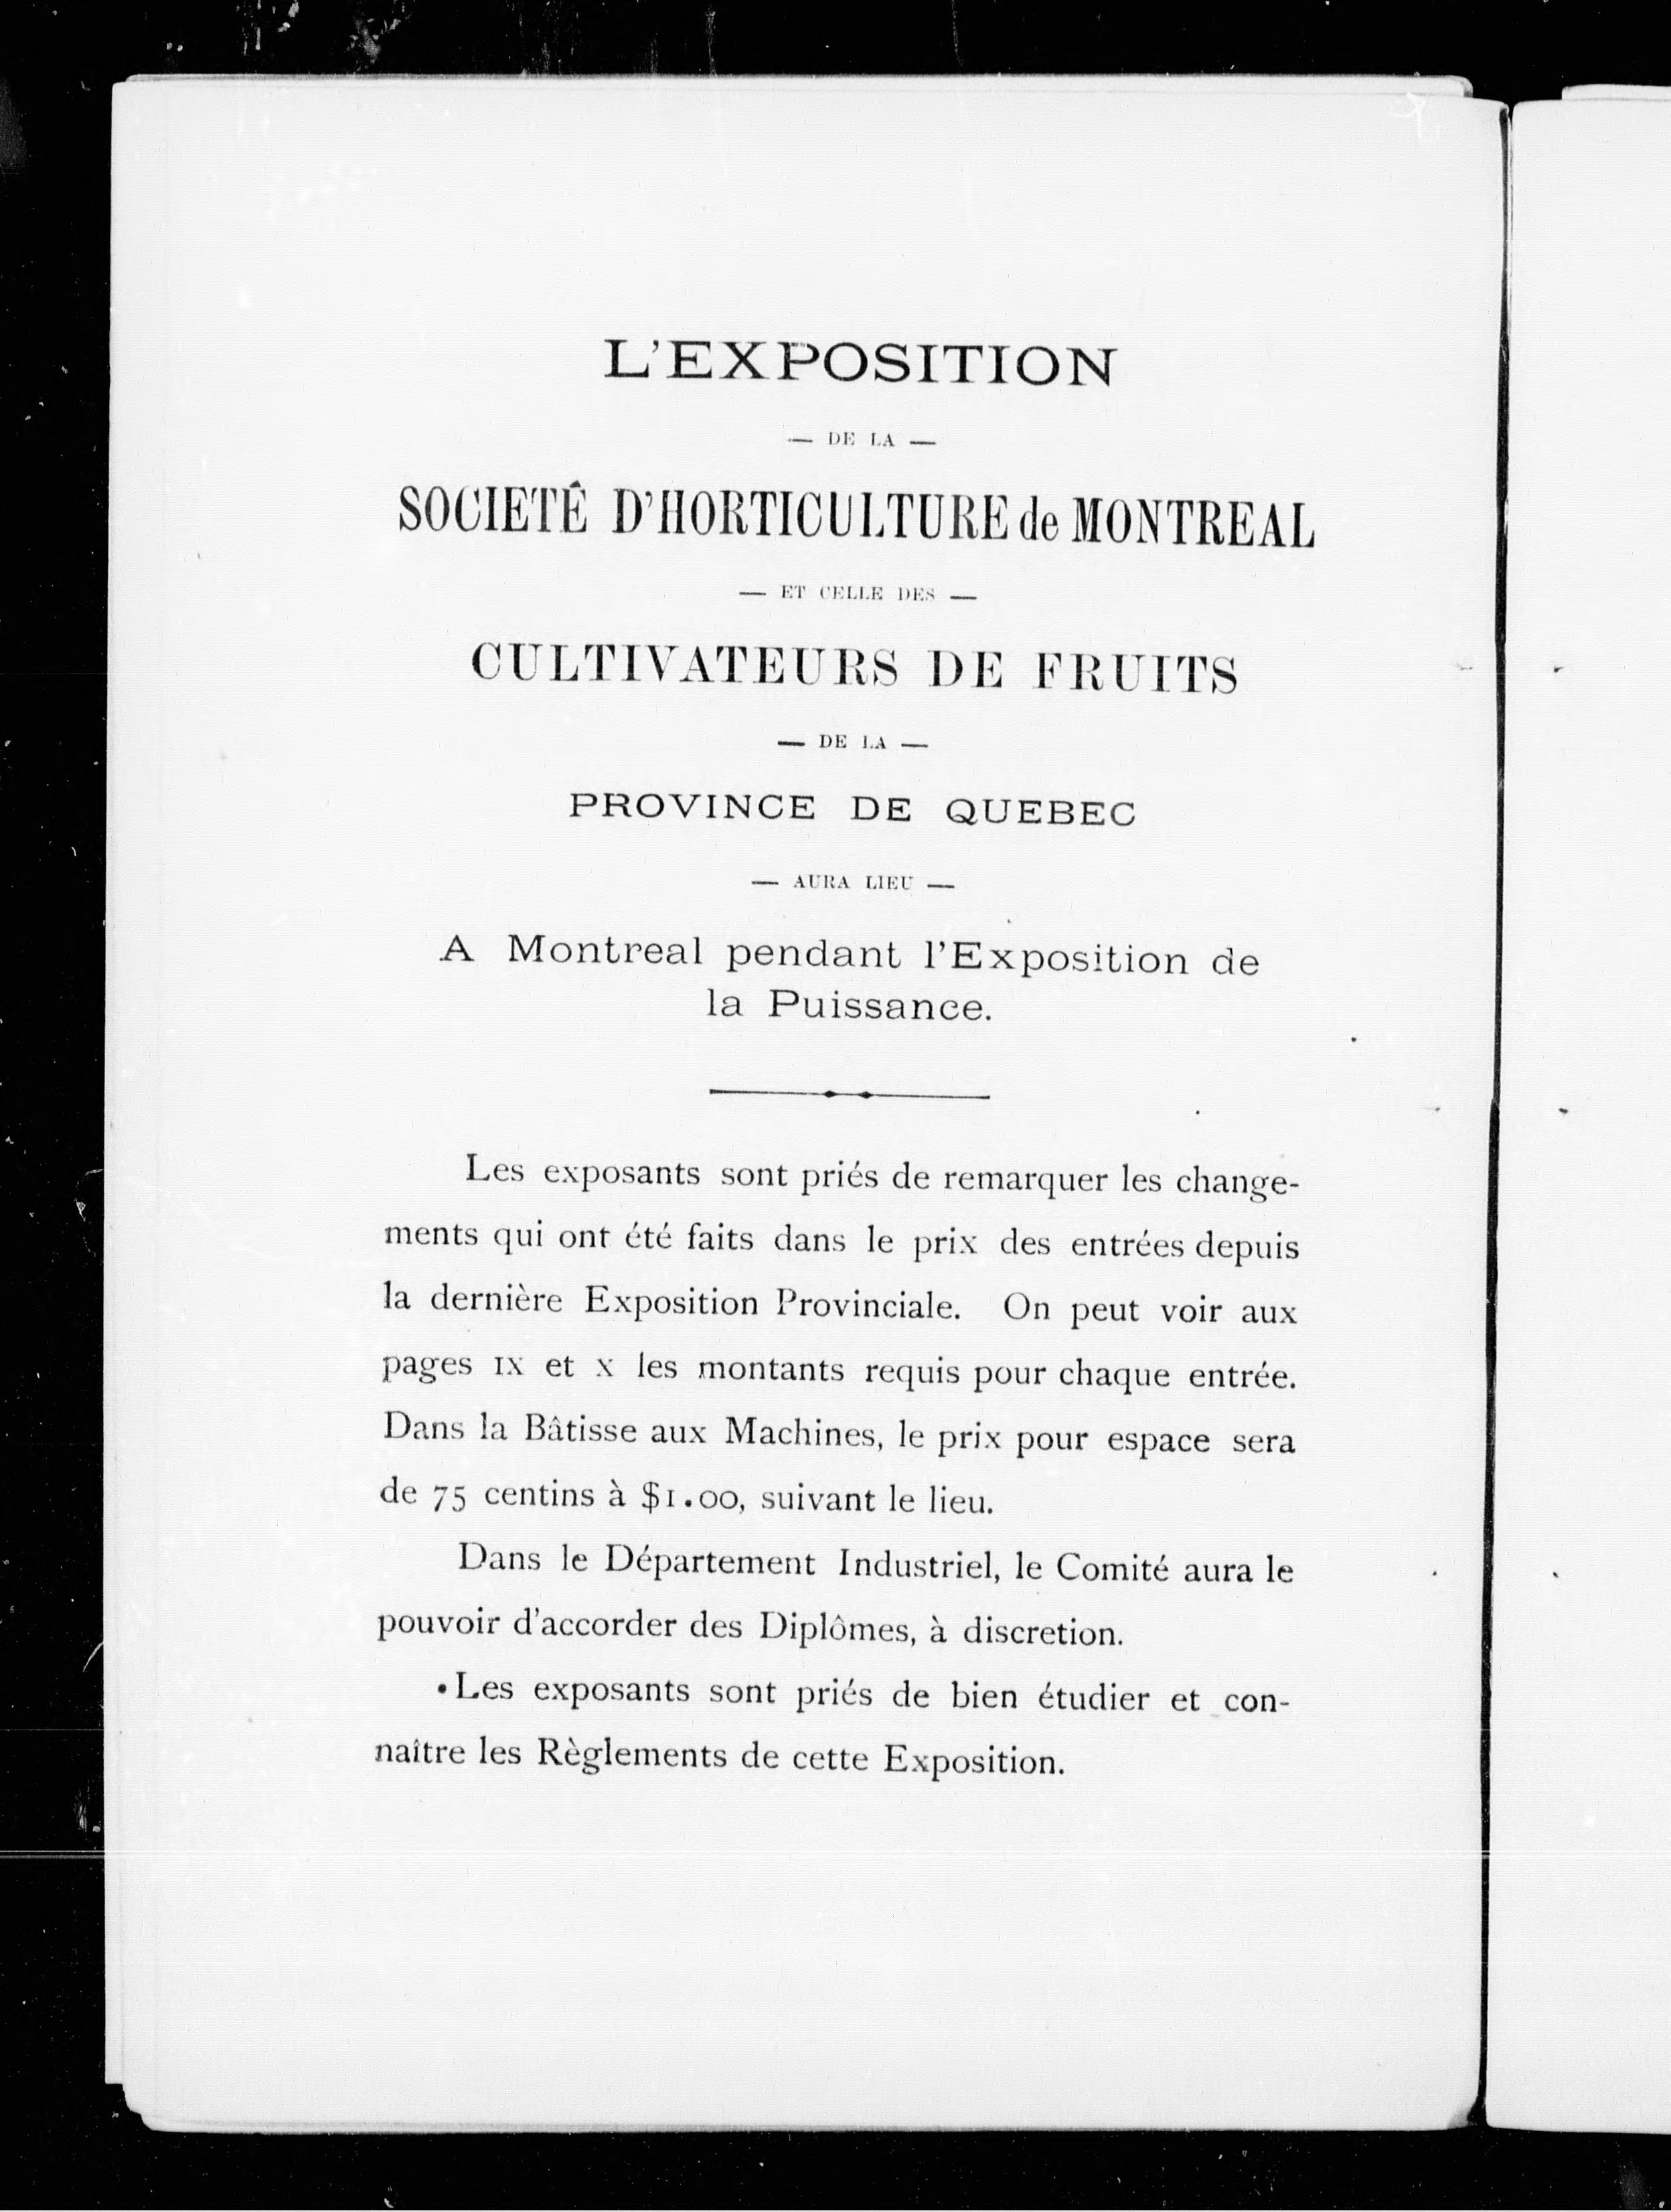 L'EXPOSITION
— DE LA —
SOCIETÉ D'HORTICULTURE de MONTREAL
— ET CELLE DES —
CULTIVATEURS DE FRUITS
— DE LA —
PROVINCE DE QUEBEC
— AURA LIEU —
A Montreal pendant l'Exposition de
la Puissance.
Les exposants sont priés de remarquer les change-
ments qui ont été faits dans le prix des entrées depuis
la dernière Exposition Provinciale. On peut voir aux
pages IX et X les montants requis pour chaque entrée.
Dans la Bâtisse aux Machines, le prix pour espace sera
de 75 centins à $1.00, suivant le lieu.
Dans le Département Industriel, le Comité aura le
pouvoir d'accorder des Diplômes, à discretion.
Les exposants sont priés de bien étudier et con-
naître les Règlements de cette Exposition.